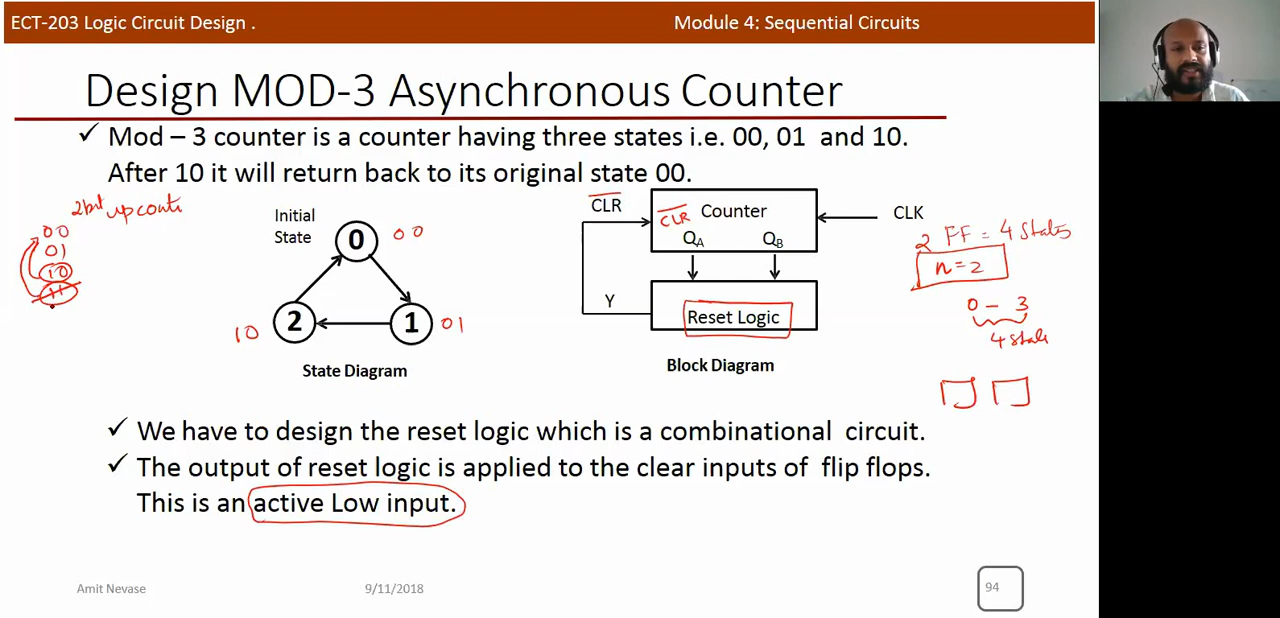 ECT-203 Logic Circuit Design .
Module 4: Sequential Circuits
Design MOD-3 Asynchronous Counter
✓ Mod – 3 counter is a counter having three states i.e. 00, 01 and 10.
After 10 it will return back to its original state 00.
2bit up conte
00
01
10
11
Initial
State
0
00
2
10
1
01
State Diagram
CLR
CLR Counter
CLK
QA QB
Y
Reset Logic
Block Diagram
2 FF = 4 States
n=2
0 – 3
4 State
✓ We have to design the reset logic which is a combinational circuit.
✓ The output of reset logic is applied to the clear inputs of flip flops.
This is an active Low input.
Amit Nevase
9/11/2018
94